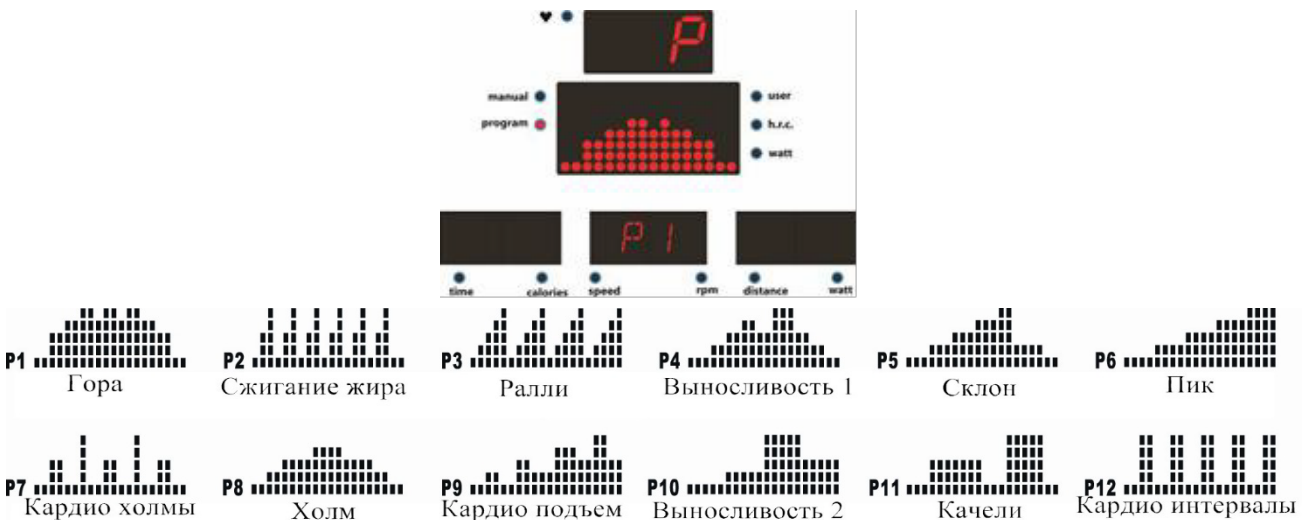 ♥
P
manual
user
program
h.r.c.
watt
P1
time calories speed rpm distance watt
P1 P2 P3 P4 P5 P6
Гора Сжигание жира Ралли Выносливость 1 Склон Пик
P7 P8 P9 P10 P11 P12
Кардио холмы Холм Кардио подъем Выносливость 2 Качели Кардио интервалы